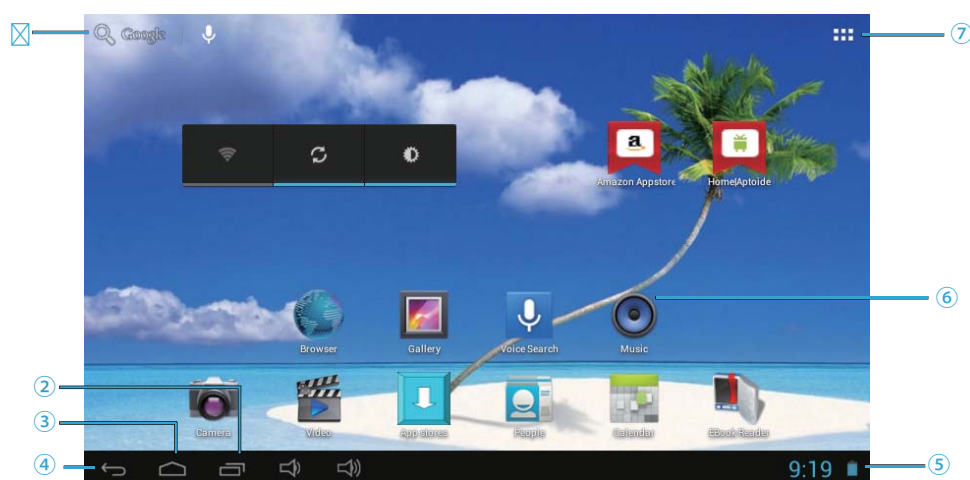 Google
⑦
Amazon Appstore
Home|Aptoide
⑥
Browser
Gallery
Voice Search
Music
②
③
Camera
Video
App stores
People
Calendar
EBook Reader
④
9:19
⑤